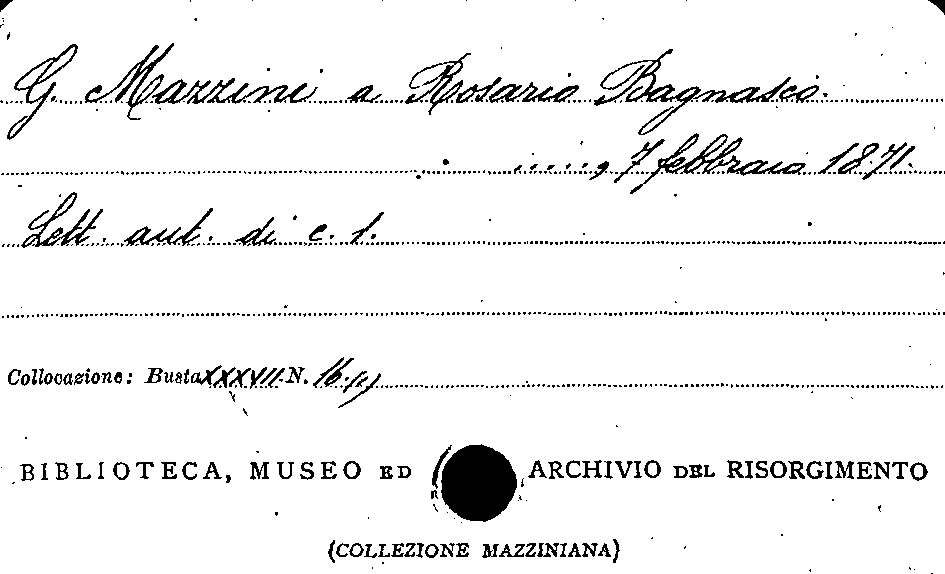 G. Mazzini a Rosario Bagnasco.
....., 7 febbraio 1871.
Lett. aut. di c. 1.
Collocazione: Busta XXXVII N. 16.(1)
BIBLIOTECA, MUSEO ED ARCHIVIO DEL RISORGIMENTO
(COLLEZIONE MAZZINIANA)